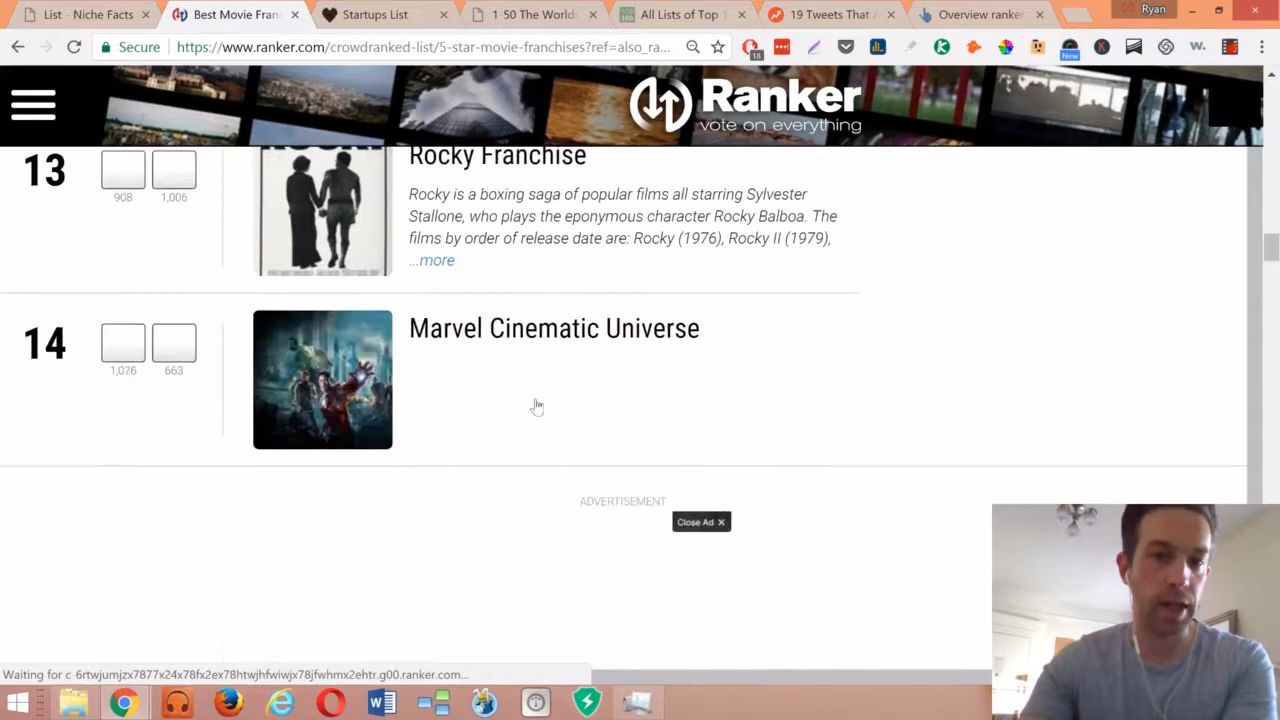 List - Niche Facts
Best Movie Fran
Startups List
1-50 The Worlds
All Lists of Top 1
19 Tweets That A
Overview ranker
Ryan
Secure
https://www.ranker.com/crowdranked-list/5-star-movie-franchises?ref=also_ra...
18
New
w.
Ranker
vote on everything
13
908
1,006
Rocky Franchise
Rocky is a boxing saga of popular films all starring Sylvester
Stallone, who plays the eponymous character Rocky Balboa. The
films by order of release date are: Rocky (1976), Rocky II (1979),
...more
14
1,076
663
Marvel Cinematic Universe
ADVERTISEMENT
Close Ad
Waiting for c-6rtwjumjzx7877x24x78fx2ex78htwjhfwiwjx78jfwhmx2ehtr.g00.ranker.com...